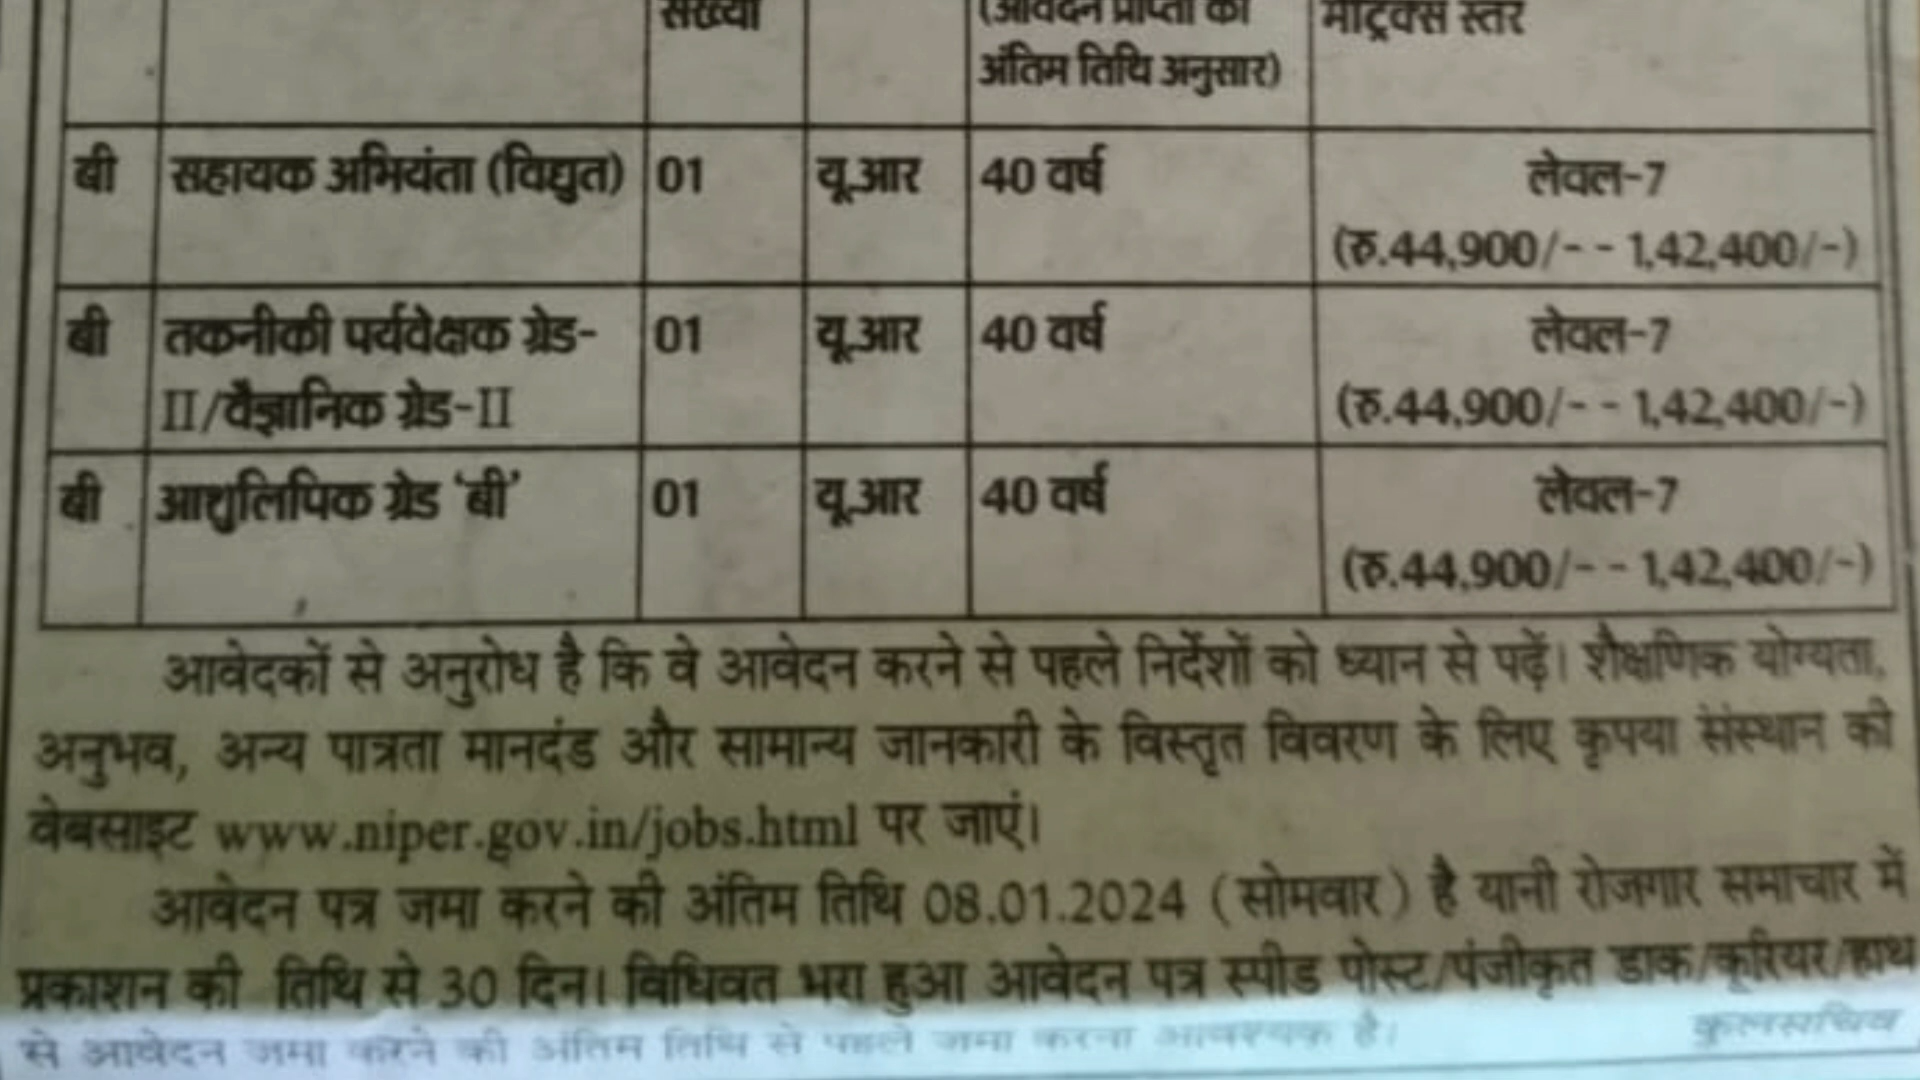 संख्या (आवेदन प्राप्ती की मैट्रिक्स स्तर
अंतिम तिथि अनुसार)
बी सहायक अभियंता (विद्युत) 01 यू.आर 40 वर्ष लेवल-7
(रु.44,900/- - 1,42,400/-)
बी तकनीकी पर्यवेक्षक ग्रेड- 01 यू.आर 40 वर्ष लेवल-7
II/वैज्ञानिक ग्रेड-II (रु.44,900/- - 1,42,400/-)
बी आशुलिपिक ग्रेड 'बी' 01 यू.आर 40 वर्ष लेवल-7
(रु.44,900/- - 1,42,400/-)
आवेदकों से अनुरोध है कि वे आवेदन करने से पहले निर्देशों को ध्यान से पढ़ें। शैक्षणिक योग्यता,
अनुभव, अन्य पात्रता मानदंड और सामान्य जानकारी के विस्तृत विवरण के लिए कृपया संस्थान की
वेबसाइट www.niper.gov.in/jobs.html पर जाएं।
आवेदन पत्र जमा करने की अंतिम तिथि 08.01.2024 (सोमवार) है यानी रोजगार समाचार में
प्रकाशन की तिथि से 30 दिन। विधिवत भरा हुआ आवेदन पत्र स्पीड पोस्ट/पंजीकृत डाक/कूरियर/हाथ
से आवेदन जमा करने की अंतिम तिथि से पहले जमा करना आवश्यक है। कुलसचिव